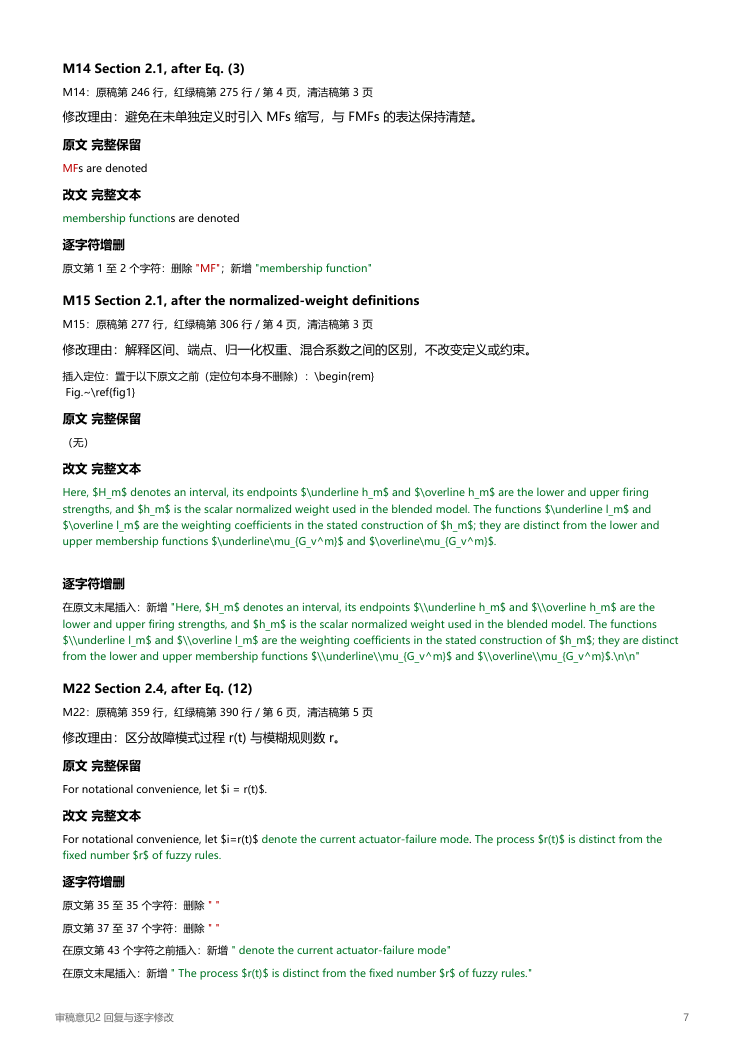 M14 Section 2.1, after Eq. (3)
M14：原稿第 246 行，红绿稿第 275 行 / 第 4 页，清洁稿第 3 页
修改理由：避免在未单独定义时引入 MFs 缩写，与 FMFs 的表达保持清楚。
原文 完整保留
MFs are denoted
改文 完整文本
membership functions are denoted
逐字符增删
原文第 1 至 2 个字符：删除 "MF"；新增 "membership function"
M15 Section 2.1, after the normalized-weight definitions
M15：原稿第 277 行，红绿稿第 306 行 / 第 4 页，清洁稿第 3 页
修改理由：解释区间、端点、归一化权重、混合系数之间的区别，不改变定义或约束。
插入定位：置于以下原文之前（定位句本身不删除）：\begin{rem}
Fig.~\ref{fig1}
原文 完整保留
（无）
改文 完整文本
Here, $H_m$ denotes an interval, its endpoints $\underline h_m$ and $\overline h_m$ are the lower and upper firing
strengths, and $h_m$ is the scalar normalized weight used in the blended model. The functions $\underline l_m$ and
$\overline l_m$ are the weighting coefficients in the stated construction of $h_m$; they are distinct from the lower and
upper membership functions $\underline\mu_{G_v^m}$ and $\overline\mu_{G_v^m}$.
逐字符增删
在原文末尾插入：新增 "Here, $H_m$ denotes an interval, its endpoints $\\underline h_m$ and $\\overline h_m$ are the
lower and upper firing strengths, and $h_m$ is the scalar normalized weight used in the blended model. The functions
$\\underline l_m$ and $\\overline l_m$ are the weighting coefficients in the stated construction of $h_m$; they are distinct
from the lower and upper membership functions $\\underline\\mu_{G_v^m}$ and $\\overline\\mu_{G_v^m}$.\n\n"
M22 Section 2.4, after Eq. (12)
M22：原稿第 359 行，红绿稿第 390 行 / 第 6 页，清洁稿第 5 页
修改理由：区分故障模式过程 r(t) 与模糊规则数 r。
原文 完整保留
For notational convenience, let $i = r(t)$.
改文 完整文本
For notational convenience, let $i=r(t)$ denote the current actuator-failure mode. The process $r(t)$ is distinct from the
fixed number $r$ of fuzzy rules.
逐字符增删
原文第 35 至 35 个字符：删除 " "
原文第 37 至 37 个字符：删除 " "
在原文第 43 个字符之前插入：新增 " denote the current actuator-failure mode"
在原文末尾插入：新增 " The process $r(t)$ is distinct from the fixed number $r$ of fuzzy rules."
审稿意见2 回复与逐字修改
7